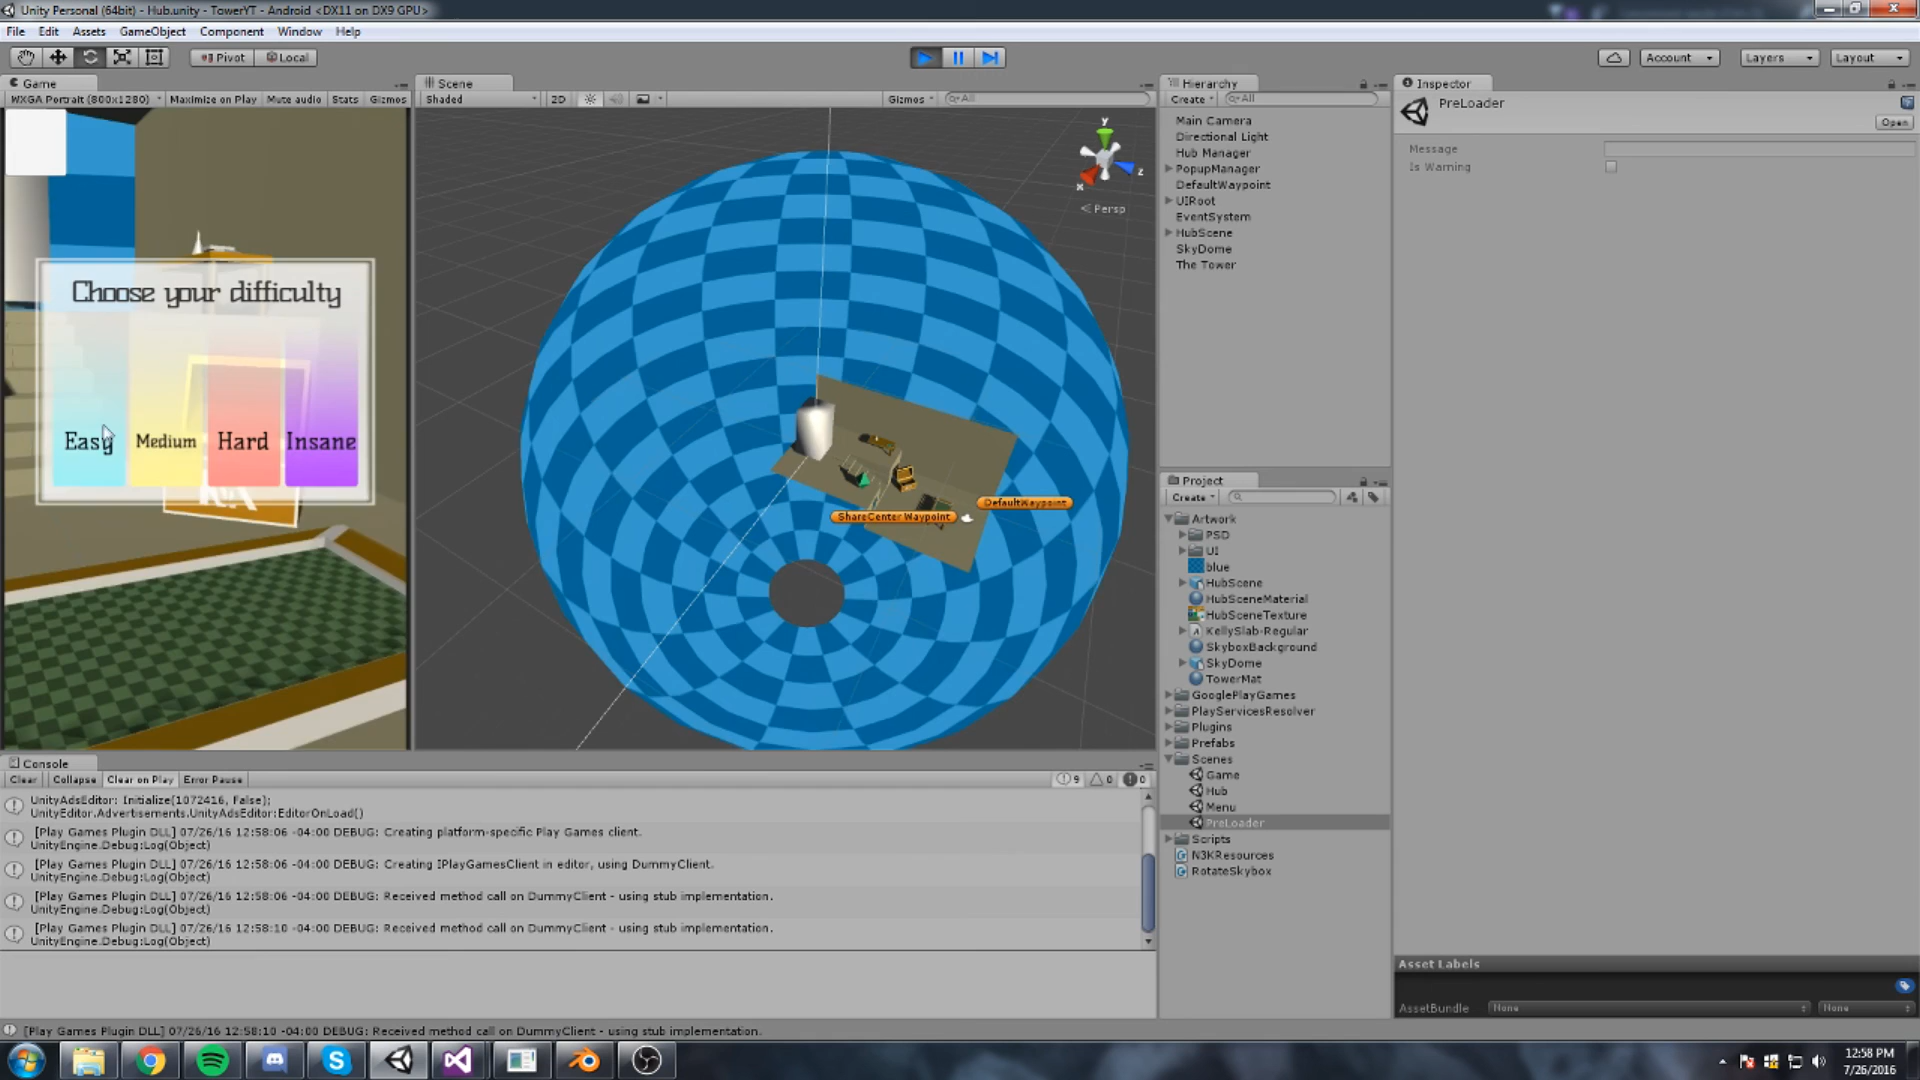 Unity Personal (64bit) - Hub.unity - TowerYT - Android <DX11 on DX9 GPU>
File Edit Assets GameObject Component Window Help
Pivot Local
Account Layers Layout
Game
WXGA Portrait (800x1280) Maximize on Play Mute audio Stats Gizmos
Choose your difficulty
Easy Medium Hard Insane
Scene
Shaded 2D Gizmos All
y
x z
Persp
ShareCenter Waypoint
DefaultWaypoint
Hierarchy
Create All
Main Camera
Directional Light
Hub Manager
PopupManager
DefaultWaypoint
UIRoot
EventSystem
HubScene
SkyDome
The Tower
Project
Create
Artwork
PSD
UI
blue
HubScene
HubSceneMaterial
HubSceneTexture
KellySlab-Regular
SkyboxBackground
SkyDome
TowerMat
GooglePlayGames
PlayServicesResolver
Plugins
Prefabs
Scenes
Game
Hub
Menu
PreLoader
Scripts
N3KResources
RotateSkybox
Inspector
PreLoader
Open
Message
Is Warning
Asset Labels
AssetBundle None None
Console
Clear Collapse Clear on Play Error Pause 9 0 0
UnityAdsEditor: Initialize(1072416, False);
UnityEditor.Advertisements.UnityAdsEditor:EditorOnLoad()
[Play Games Plugin DLL] 07/26/16 12:58:06 -04:00 DEBUG: Creating platform-specific Play Games client.
UnityEngine.Debug:Log(Object)
[Play Games Plugin DLL] 07/26/16 12:58:06 -04:00 DEBUG: Creating IPlayGamesClient in editor, using DummyClient.
UnityEngine.Debug:Log(Object)
[Play Games Plugin DLL] 07/26/16 12:58:06 -04:00 DEBUG: Received method call on DummyClient - using stub implementation.
UnityEngine.Debug:Log(Object)
[Play Games Plugin DLL] 07/26/16 12:58:10 -04:00 DEBUG: Received method call on DummyClient - using stub implementation.
UnityEngine.Debug:Log(Object)
[Play Games Plugin DLL] 07/26/16 12:58:10 -04:00 DEBUG: Received method call on DummyClient - using stub implementation.
12:58 PM
7/26/2016